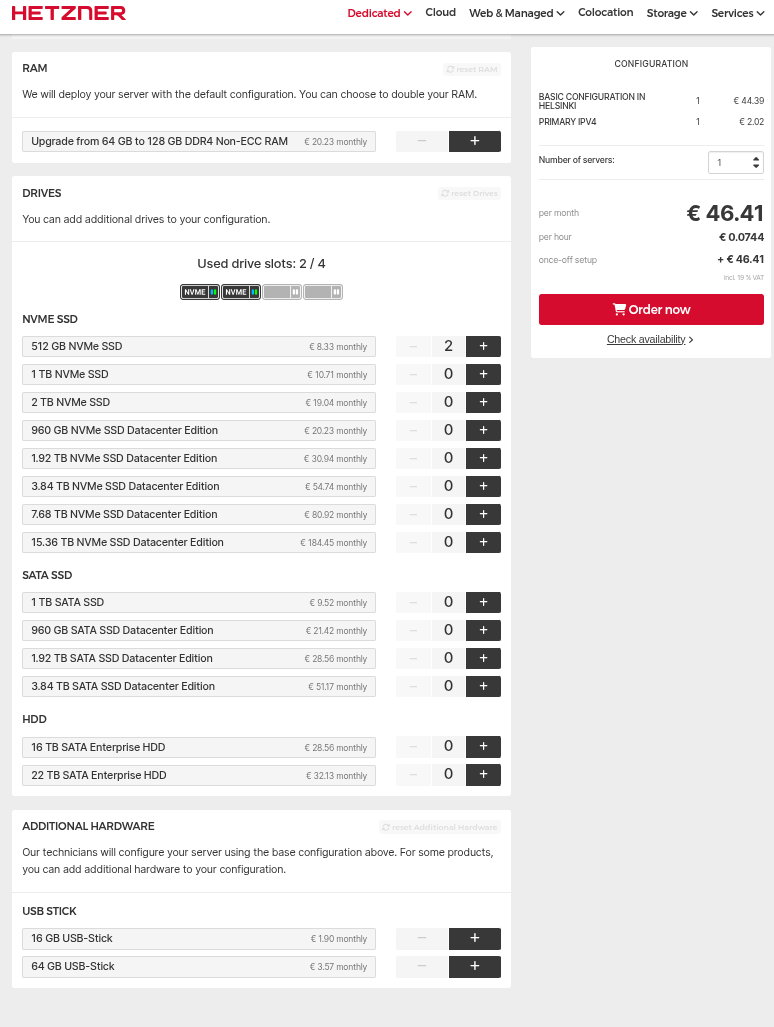 HETZNER
Dedicated Cloud Web & Managed Colocation Storage Services
RAM
reset RAM
We will deploy your server with the default configuration. You can choose to double your RAM.
Upgrade from 64 GB to 128 GB DDR4 Non-ECC RAM € 20.23 monthly − +
DRIVES
reset Drives
You can add additional drives to your configuration.
Used drive slots: 2 / 4
NVME NVME
NVME SSD
512 GB NVMe SSD € 8.33 monthly − 2 +
1 TB NVMe SSD € 10.71 monthly − 0 +
2 TB NVMe SSD € 19.04 monthly − 0 +
960 GB NVMe SSD Datacenter Edition € 20.23 monthly − 0 +
1.92 TB NVMe SSD Datacenter Edition € 30.94 monthly − 0 +
3.84 TB NVMe SSD Datacenter Edition € 54.74 monthly − 0 +
7.68 TB NVMe SSD Datacenter Edition € 80.92 monthly − 0 +
15.36 TB NVMe SSD Datacenter Edition € 184.45 monthly − 0 +
SATA SSD
1 TB SATA SSD € 9.52 monthly − 0 +
960 GB SATA SSD Datacenter Edition € 21.42 monthly − 0 +
1.92 TB SATA SSD Datacenter Edition € 28.56 monthly − 0 +
3.84 TB SATA SSD Datacenter Edition € 51.17 monthly − 0 +
HDD
16 TB SATA Enterprise HDD € 28.56 monthly − 0 +
22 TB SATA Enterprise HDD € 32.13 monthly − 0 +
ADDITIONAL HARDWARE
reset Additional Hardware
Our technicians will configure your server using the base configuration above. For some products,
you can add additional hardware to your configuration.
USB STICK
16 GB USB-Stick € 1.90 monthly − +
64 GB USB-Stick € 3.57 monthly − +
CONFIGURATION
BASIC CONFIGURATION IN
HELSINKI 1 € 44.39
PRIMARY IPV4 1 € 2.02
Number of servers: 1
per month € 46.41
per hour € 0.0744
once-off setup + € 46.41
incl. 19 % VAT
Order now
Check availability